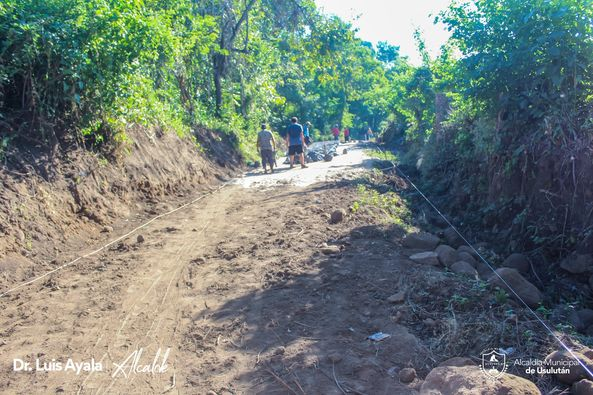 Dr. Luis Ayala Alcalde
Alcaldía Municipal
de Usulután